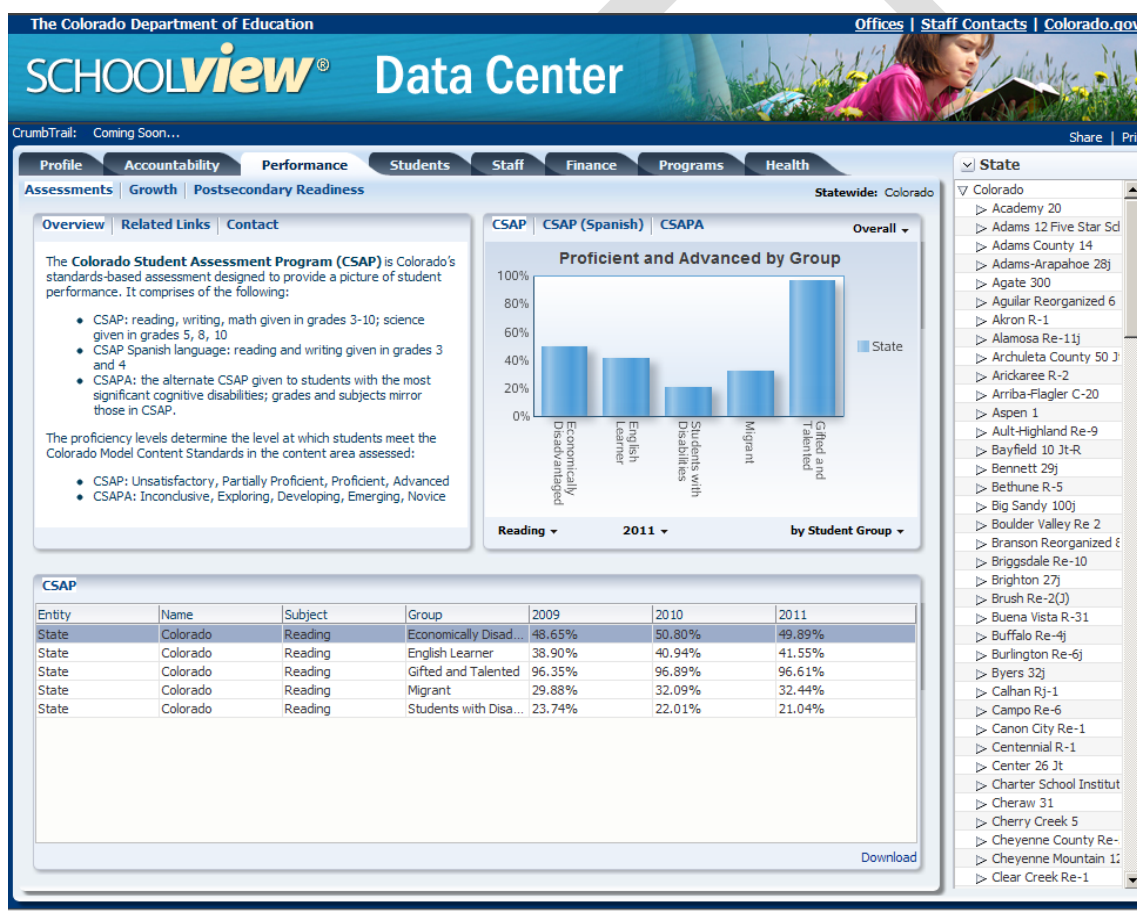 The Colorado Department of Education
Offices | Staff Contacts | Colorado.gov
SCHOOLVIEW® Data Center
CrumbTrail: Coming Soon...
Share |
Profile Accountability Performance Students Staff Finance Programs Health
Assessments | Growth | Postsecondary Readiness
Statewide: Colorado
Overview | Related Links | Contact
The Colorado Student Assessment Program (CSAP) is Colorado's
standards-based assessment designed to provide a picture of student
performance. It comprises of the following:
• CSAP: reading, writing, math given in grades 3-10; science
given in grades 5, 8, 10
• CSAP Spanish language: reading and writing given in grades 3
and 4
• CSAPA: the alternate CSAP given to students with the most
significant cognitive disabilities; grades and subjects mirror
those in CSAP.
The proficiency levels determine the level at which students meet the
Colorado Model Content Standards in the content area assessed:
• CSAP: Unsatisfactory, Partially Proficient, Proficient, Advanced
• CSAPA: Inconclusive, Exploring, Developing, Emerging, Novice
CSAP | CSAP (Spanish) | CSAPA
Overall
Proficient and Advanced by Group
100%
80%
60%
40%
20%
0%
Economically
Disadvantaged
English
Learner
Students with
Disabilities
Migrant
Gifted and
Talented
State
Reading 2011 by Student Group
CSAP
Entity Name Subject Group 2009 2010 2011
State Colorado Reading Economically Disad... 48.65% 50.80% 49.89%
State Colorado Reading English Learner 38.90% 40.94% 41.55%
State Colorado Reading Gifted and Talented 96.35% 96.89% 96.61%
State Colorado Reading Migrant 29.88% 32.09% 32.44%
State Colorado Reading Students with Disa... 23.74% 22.01% 21.04%
Download
State
Colorado
Academy 20
Adams 12 Five Star
Adams County 14
Adams-Arapahoe 28j
Agate 300
Aguilar Reorganized 6
Akron R-1
Alamosa Re-11j
Archuleta County 50
Arickaree R-2
Arriba-Flagler C-20
Aspen 1
Ault-Highland Re-9
Bayfield 10 Jt-R
Bennett 29j
Bethune R-5
Big Sandy 100j
Boulder Valley Re 2
Branson Reorganized
Briggsdale Re-10
Brighton 27j
Brush Re-2(J)
Buena Vista R-31
Buffalo Re-4j
Burlington Re-6j
Byers 32j
Calhan Rj-1
Campo Re-6
Canon City Re-1
Centennial R-1
Center 26 Jt
Charter School Institut
Cheraw 31
Cherry Creek 5
Cheyenne County Re-
Cheyenne Mountain 12
Clear Creek Re-1